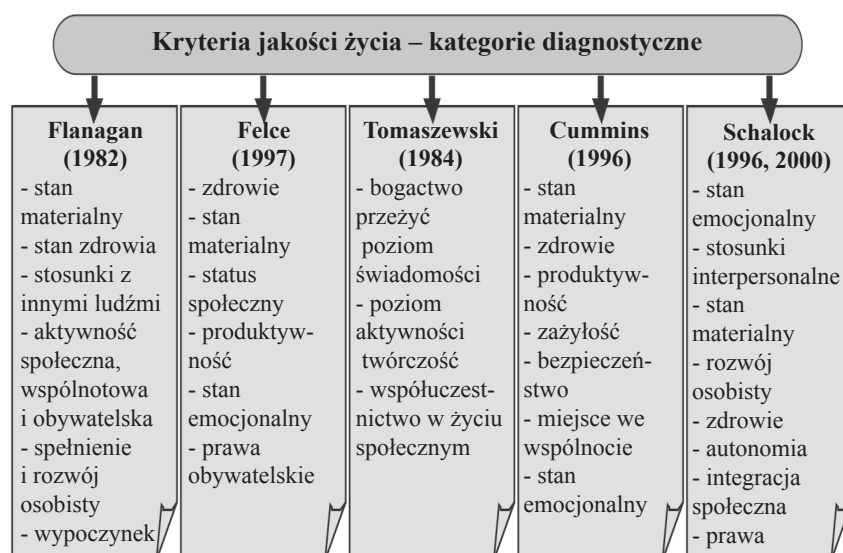 Kryteria jakości życia – kategorie diagnostyczne
Flanagan
(1982)
- stan
materialny
- stan zdrowia
- stosunki z
innymi ludźmi
- aktywność
społeczna,
wspólnotowa
i obywatelska
- spełnienie
i rozwój
osobisty
- wypoczynek
Felce
(1997)
- zdrowie
- stan
materialny
- status
społeczny
- produktyw-
ność
- stan
emocjonalny
- prawa
obywatelskie
Tomaszewski
(1984)
- bogactwo
przeżyć
poziom
świadomości
- poziom
aktywności
twórczość
- współuczest-
nictwo w życiu
społecznym
Cummins
(1996)
- stan
materialny
- zdrowie
- produktyw-
ność
- zażyłość
- bezpieczeń-
stwo
- miejsce we
wspólnocie
- stan
emocjonalny
Schalock
(1996, 2000)
- stan
emocjonalny
- stosunki
interpersonalne
- stan
materialny
- rozwój
osobisty
- zdrowie
- autonomia
- integracja
społeczna
- prawa